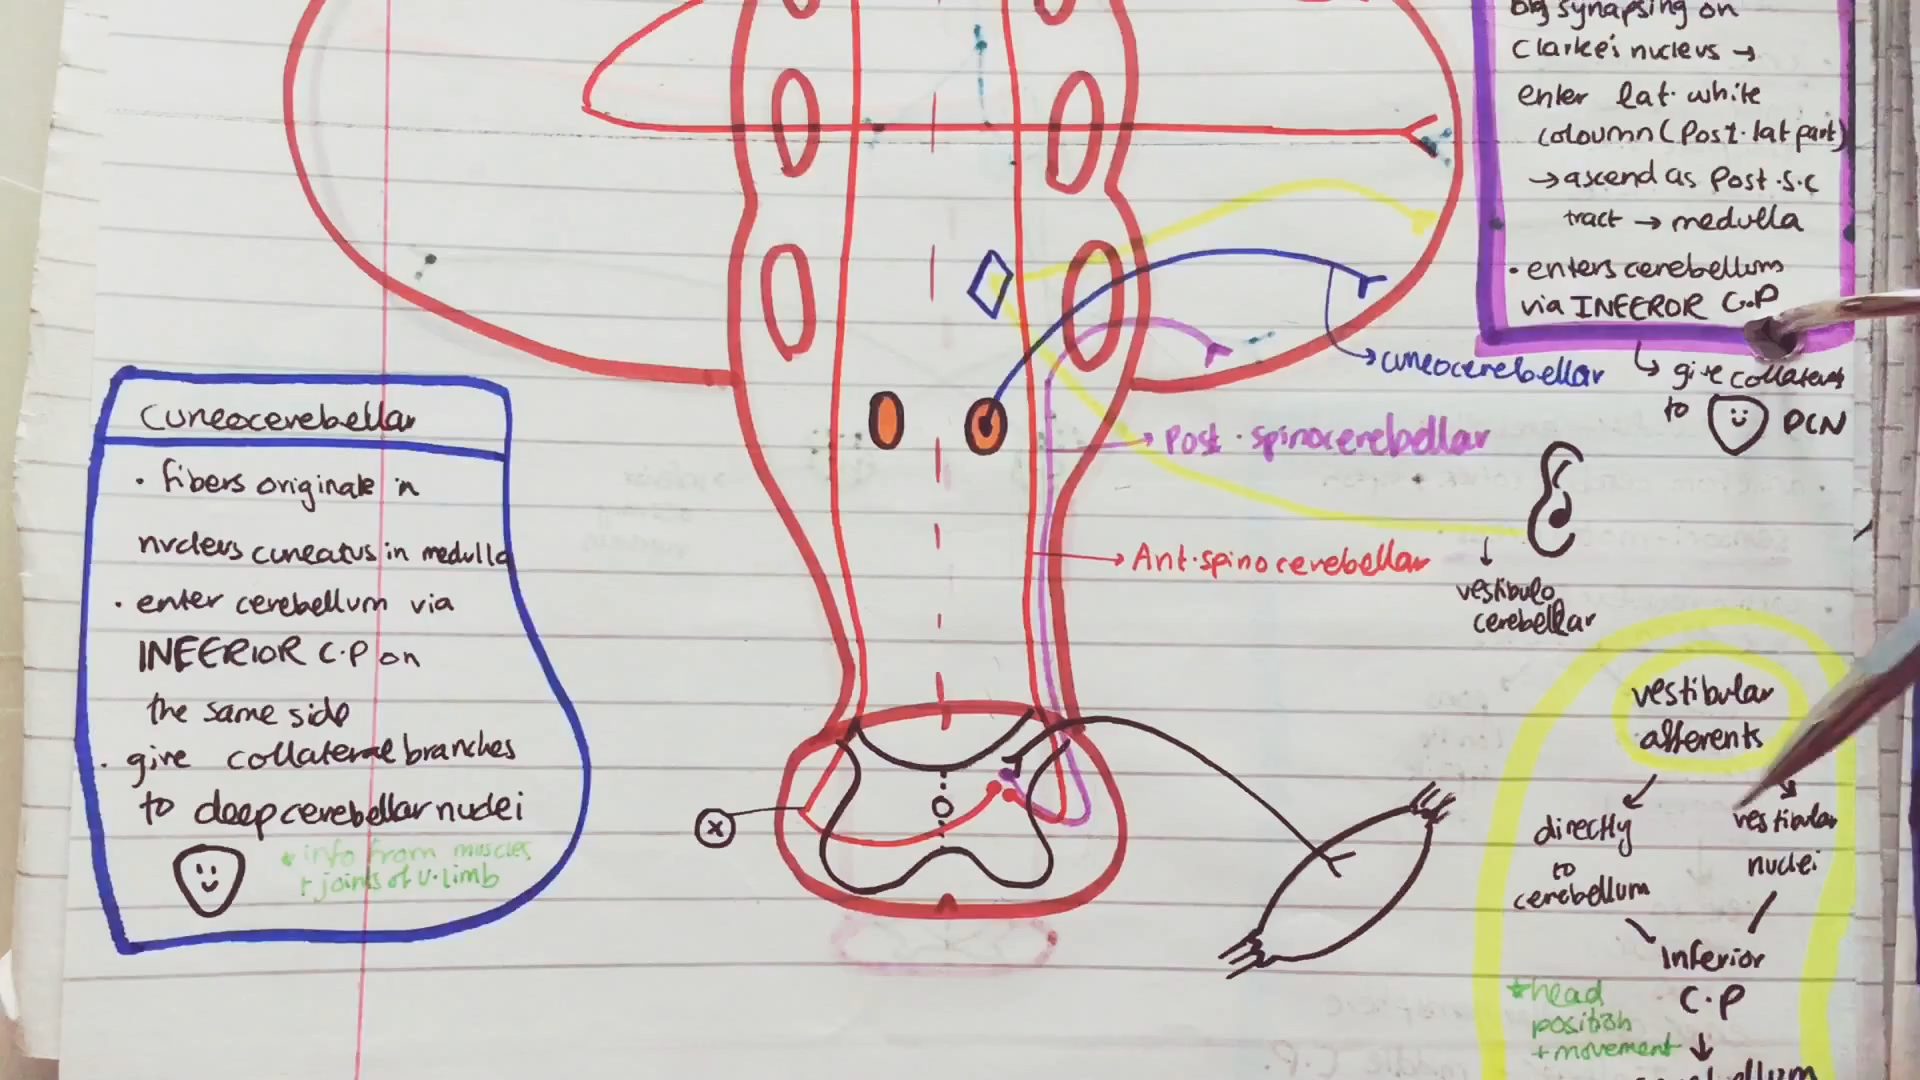 synapsing on
Clarke's nucleus →
enter lat. white
coloumn (Post. lat part)
→ ascend as Post. s.c
tract → medulla
• enters cerebellum
via INFEROR C.P
↳ give collaterals
to DCN
cuneocerebellar
Post. spinocerebellar
Ant. spinocerebellar
vestibulo
cerebellar
Cuneocerebellar
• fibers originate in
nucleus cuneatus in medulla
• enter cerebellum via
INFERIOR C.P on
the same side
• give collateral branches
to deep cerebellar nuclei
* info from muscles
+ joints of U. limb
x
vestibular
afferents
directly
to
cerebellum
vestibular
nuclei
Inferior
C.P
* head
position
+ movement
cerebellum